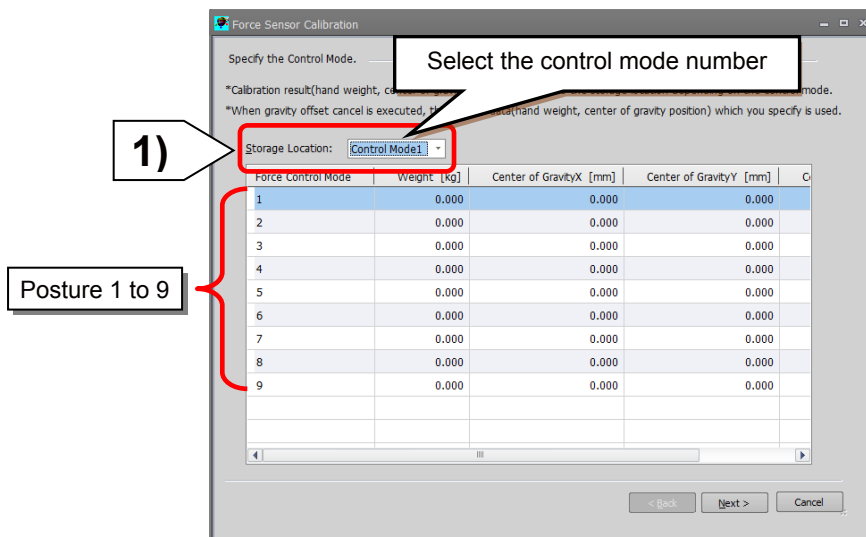 Force Sensor Calibration
Specify the Control Mode.
Select the control mode number
*Calibration result(hand weight, ce mode.
*When gravity offset cancel is executed, th data(hand weight, center of gravity position) which you specify is used.
1)
Storage Location: Control Mode1
Force Control Mode Weight [kg] Center of GravityX [mm] Center of GravityY [mm] C
1 0.000 0.000 0.000
2 0.000 0.000 0.000
3 0.000 0.000 0.000
4 0.000 0.000 0.000
Posture 1 to 9
5 0.000 0.000 0.000
6 0.000 0.000 0.000
7 0.000 0.000 0.000
8 0.000 0.000 0.000
9 0.000 0.000 0.000
< Back Next > Cancel